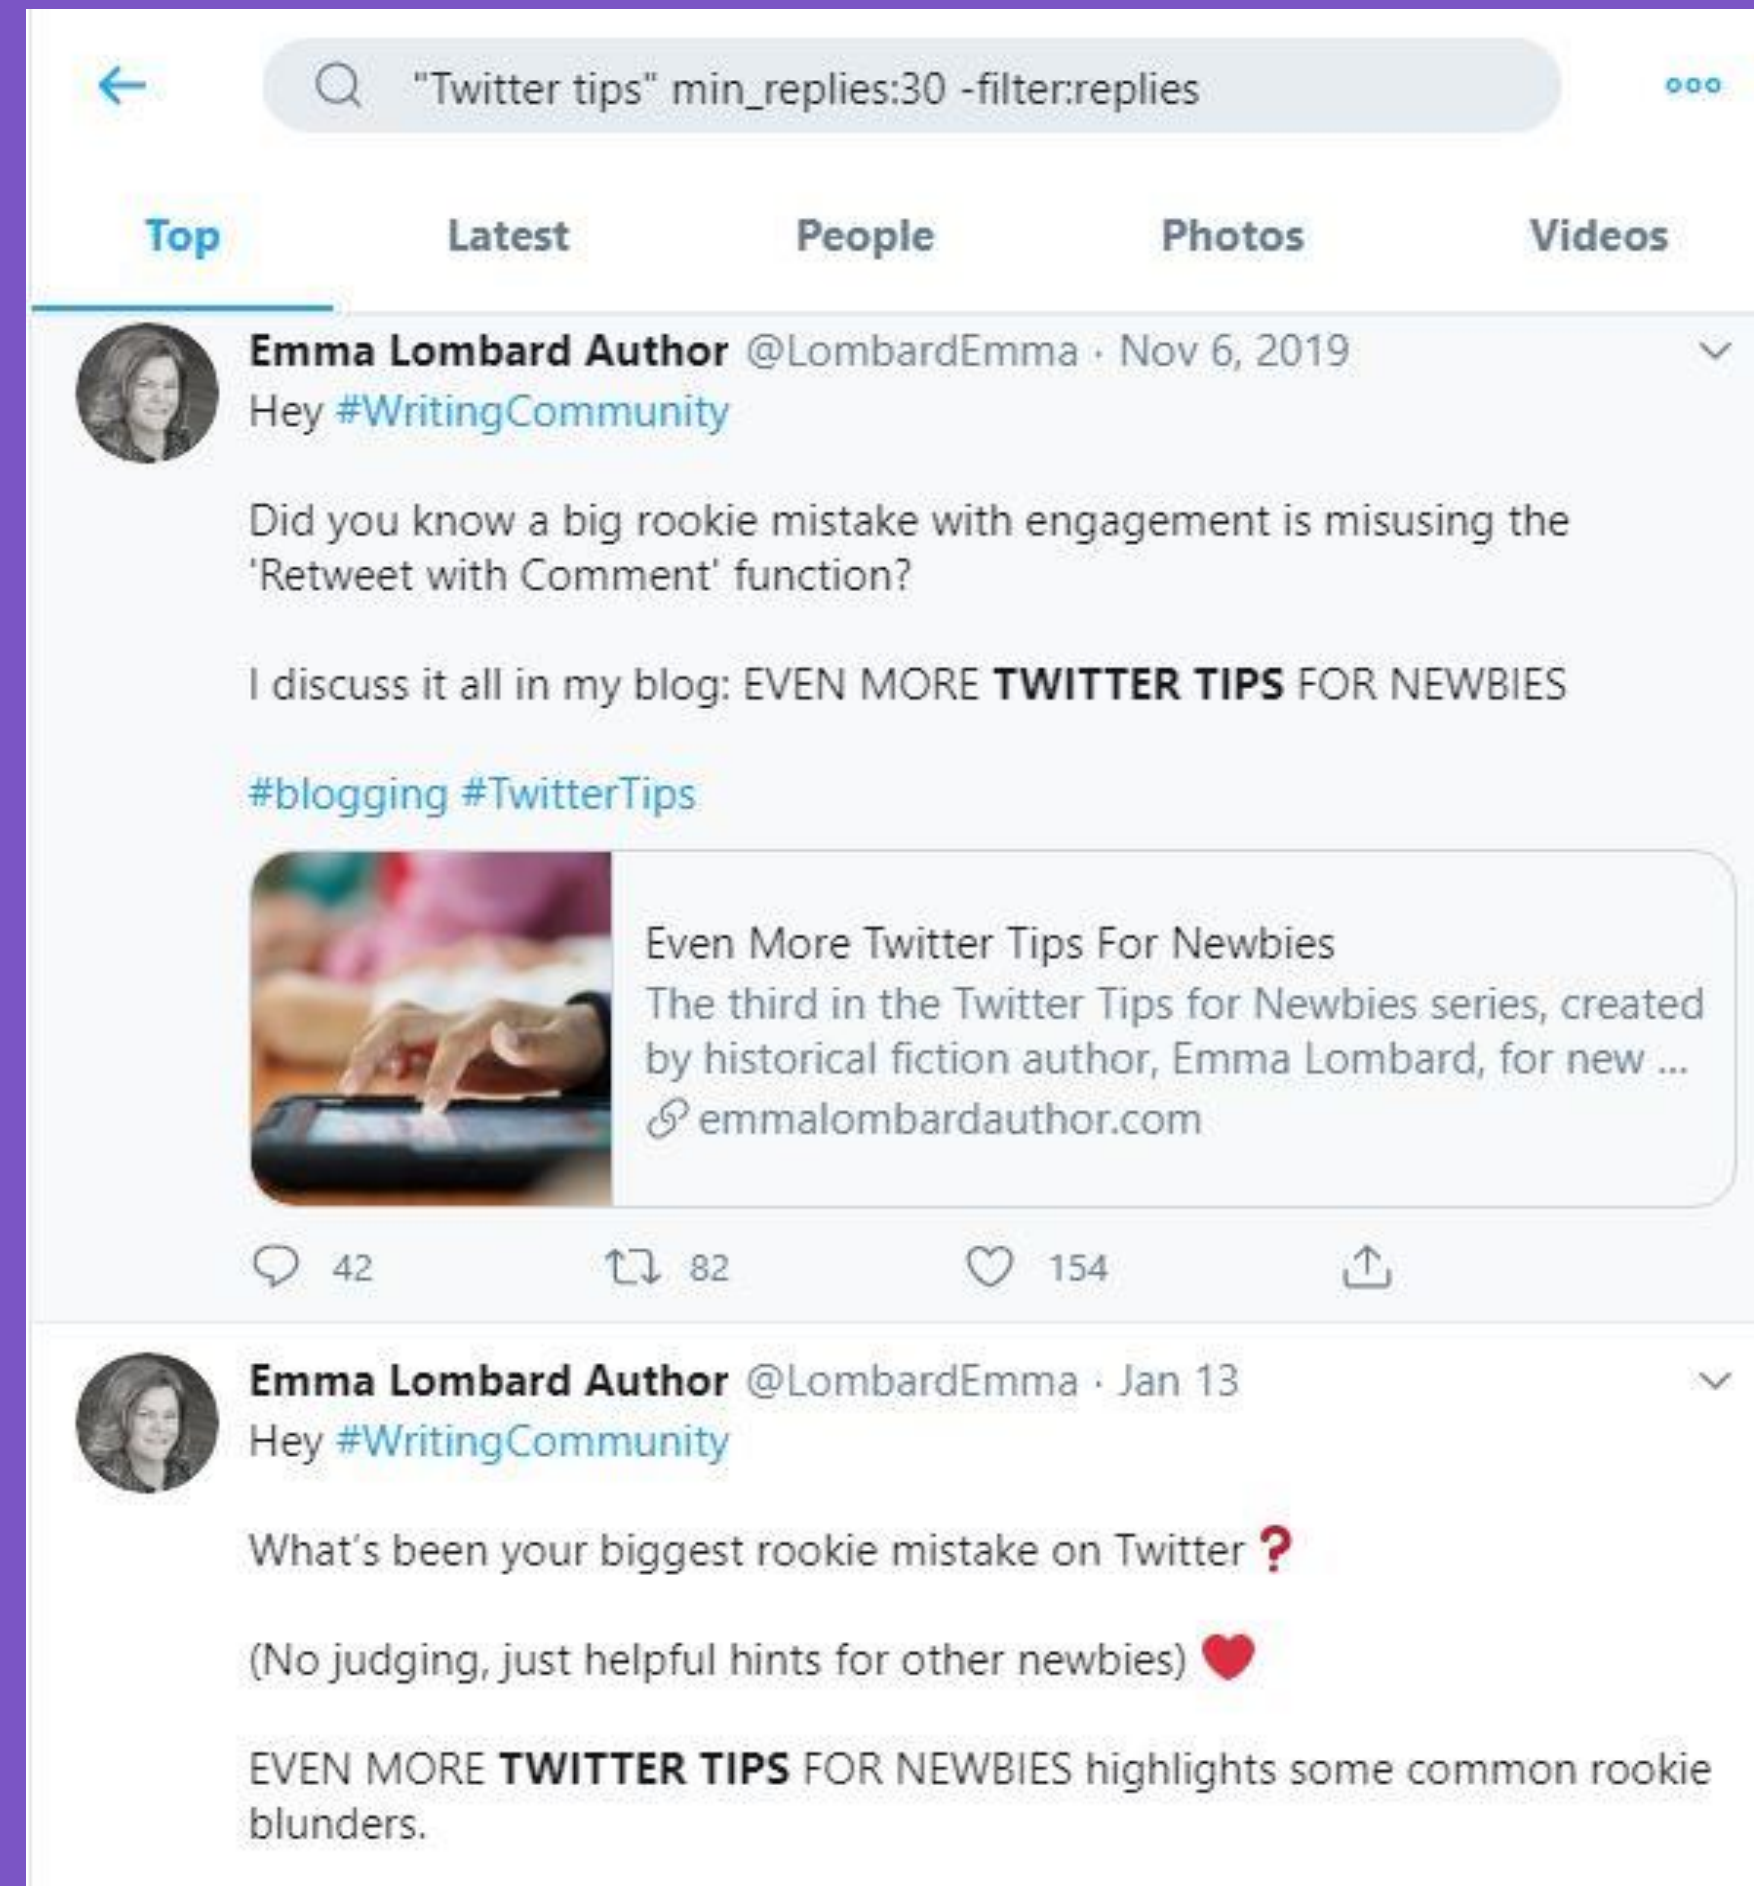 "Twitter tips" min_replies:30 -filter:replies
Top Latest People Photos Videos
Emma Lombard Author @LombardEmma · Nov 6, 2019
Hey #WritingCommunity
Did you know a big rookie mistake with engagement is misusing the
'Retweet with Comment' function?
I discuss it all in my blog: EVEN MORE TWITTER TIPS FOR NEWBIES
#blogging #TwitterTips
Even More Twitter Tips For Newbies
The third in the Twitter Tips for Newbies series, created
by historical fiction author, Emma Lombard, for new ...
emmalombardauthor.com
42 82 154
Emma Lombard Author @LombardEmma · Jan 13
Hey #WritingCommunity
What's been your biggest rookie mistake on Twitter ❓
(No judging, just helpful hints for other newbies) ❤
EVEN MORE TWITTER TIPS FOR NEWBIES highlights some common rookie
blunders.